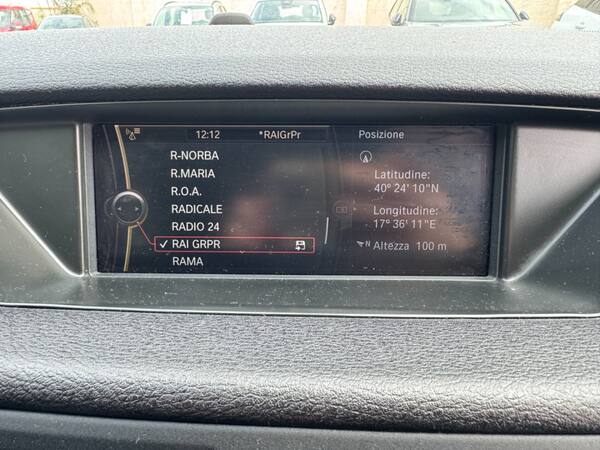 12:12 *RAIGrPr Posizione
R-NORBA
R.MARIA
R.O.A.
RADICALE
RADIO 24
✓ RAI GRPR
RAMA
Latitudine:
40° 24' 10"N
Longitudine:
17° 36' 11"E
N Altezza 100 m